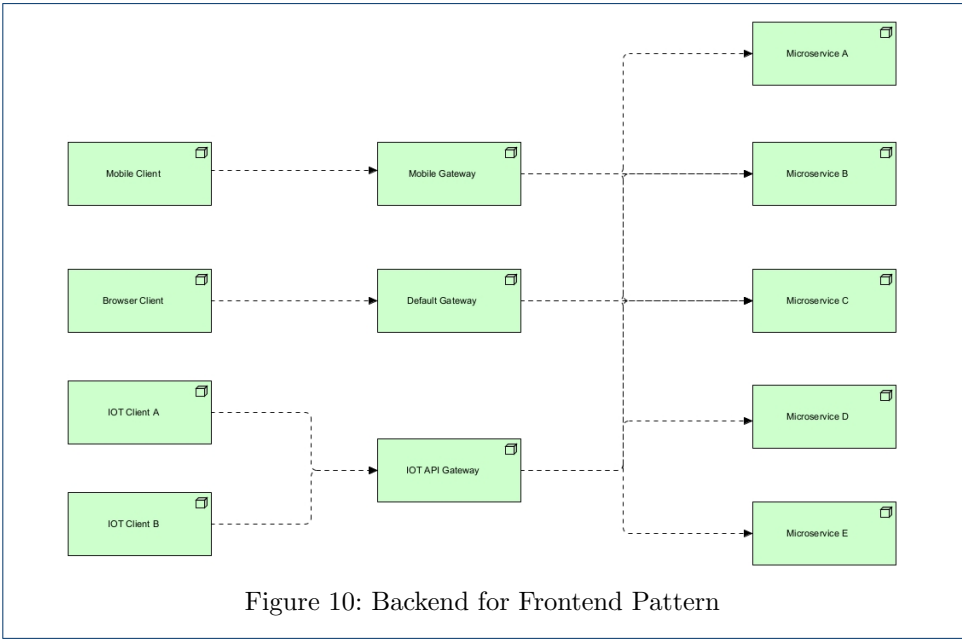 Microservice A
Mobile Client
Mobile Gateway
Microservice B
Browser Client
Default Gateway
Microservice C
IOT Client A
Microservice D
IOT API Gateway
IOT Client B
Microservice E
Figure 10: Backend for Frontend Pattern